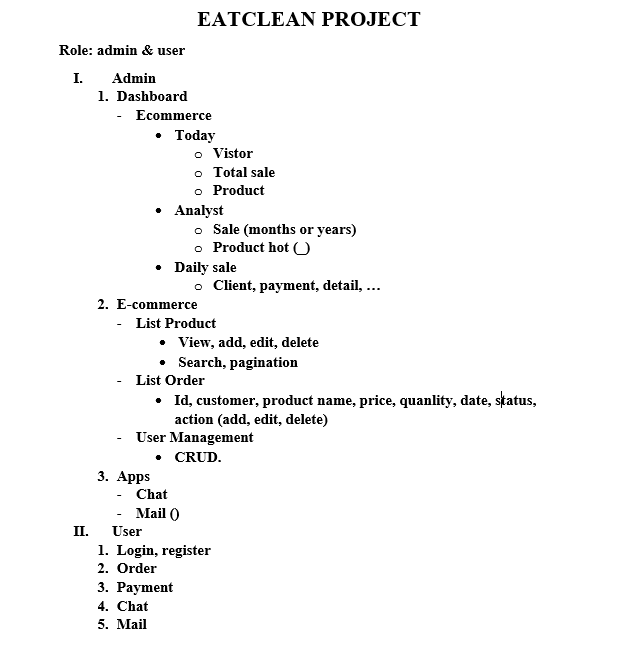 EATCLEAN PROJECT
Role: admin & user
I. Admin
1. Dashboard
- Ecommerce
• Today
o Vistor
o Total sale
o Product
• Analyst
o Sale (months or years)
o Product hot (_)
• Daily sale
o Client, payment, detail, …
2. E-commerce
- List Product
• View, add, edit, delete
• Search, pagination
- List Order
• Id, customer, product name, price, quanlity, date, status,
action (add, edit, delete)
- User Management
• CRUD.
3. Apps
- Chat
- Mail ()
II. User
1. Login, register
2. Order
3. Payment
4. Chat
5. Mail